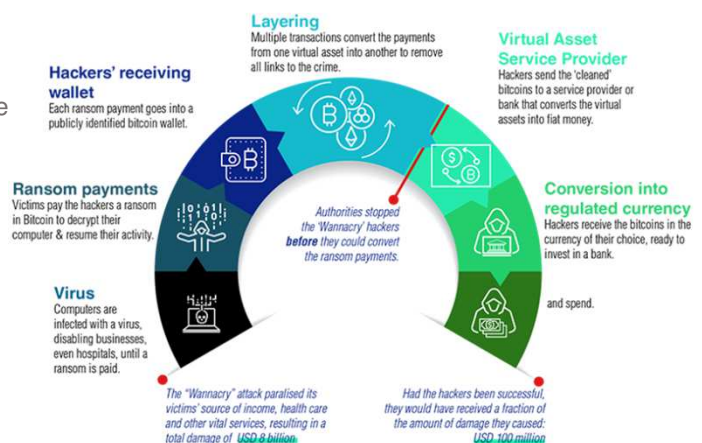 Layering
Multiple transactions convert the payments
from one virtual asset into another to remove
all links to the crime.
Virtual Asset
Service Provider
Hackers send the 'cleaned'
bitcoins to a service provider or
bank that converts the virtual
assets into fiat money.
Hackers' receiving
wallet
Each ransom payment goes into a
publicly identified bitcoin wallet.
Ransom payments
Victims pay the hackers a ransom
in Bitcoin to decrypt their
computer & resume their activity.
Authorities stopped
the 'Wannacry' hackers
before they could convert
the ransom payments.
Conversion into
regulated currency
Hackers receive the bitcoins in the
currency of their choice, ready to
invest in a bank.
Virus
Computers are
infected with a virus,
disabling businesses,
even hospitals, until a
ransom is paid.
and spend.
The "Wannacry" attack paralised its
victims' source of income, health care
and other vital services, resulting in a
total damage of USD 8 billion
Had the hackers been successful,
they would have received a fraction of
the amount of damage they caused:
USD 100 million